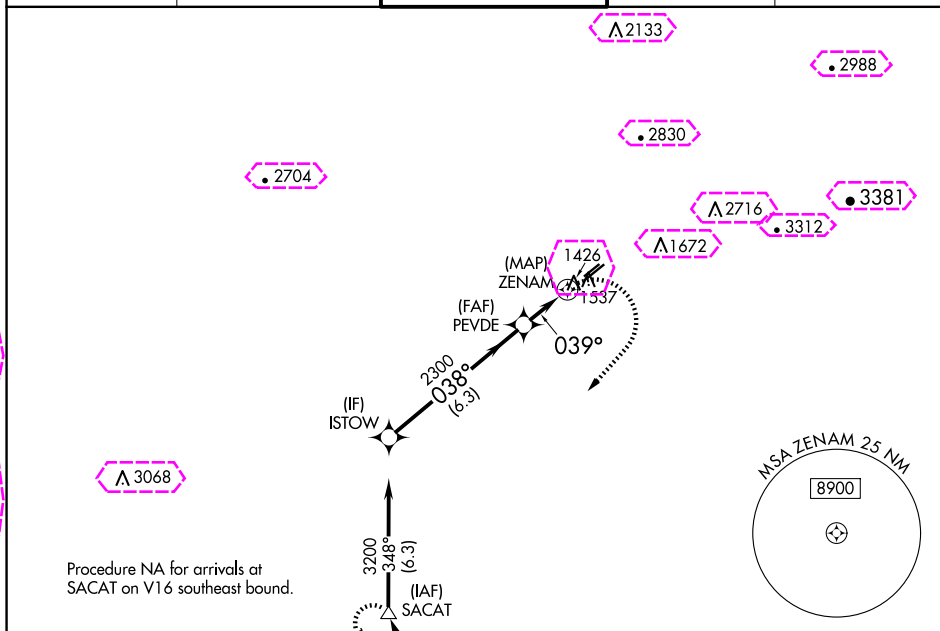 2133
2988
2830
2704
3381
2716
3312
1672
(MAP)
ZENAM
1426
1537
(FAF)
PEVDE
039°
2300
038°
(6.3)
(IF)
ISTOW
MSA ZENAM 25 NM
8900
3068
3200
348°
(6.3)
Procedure NA for arrivals at
SACAT on V16 southeast bound.
(IAF)
SACAT